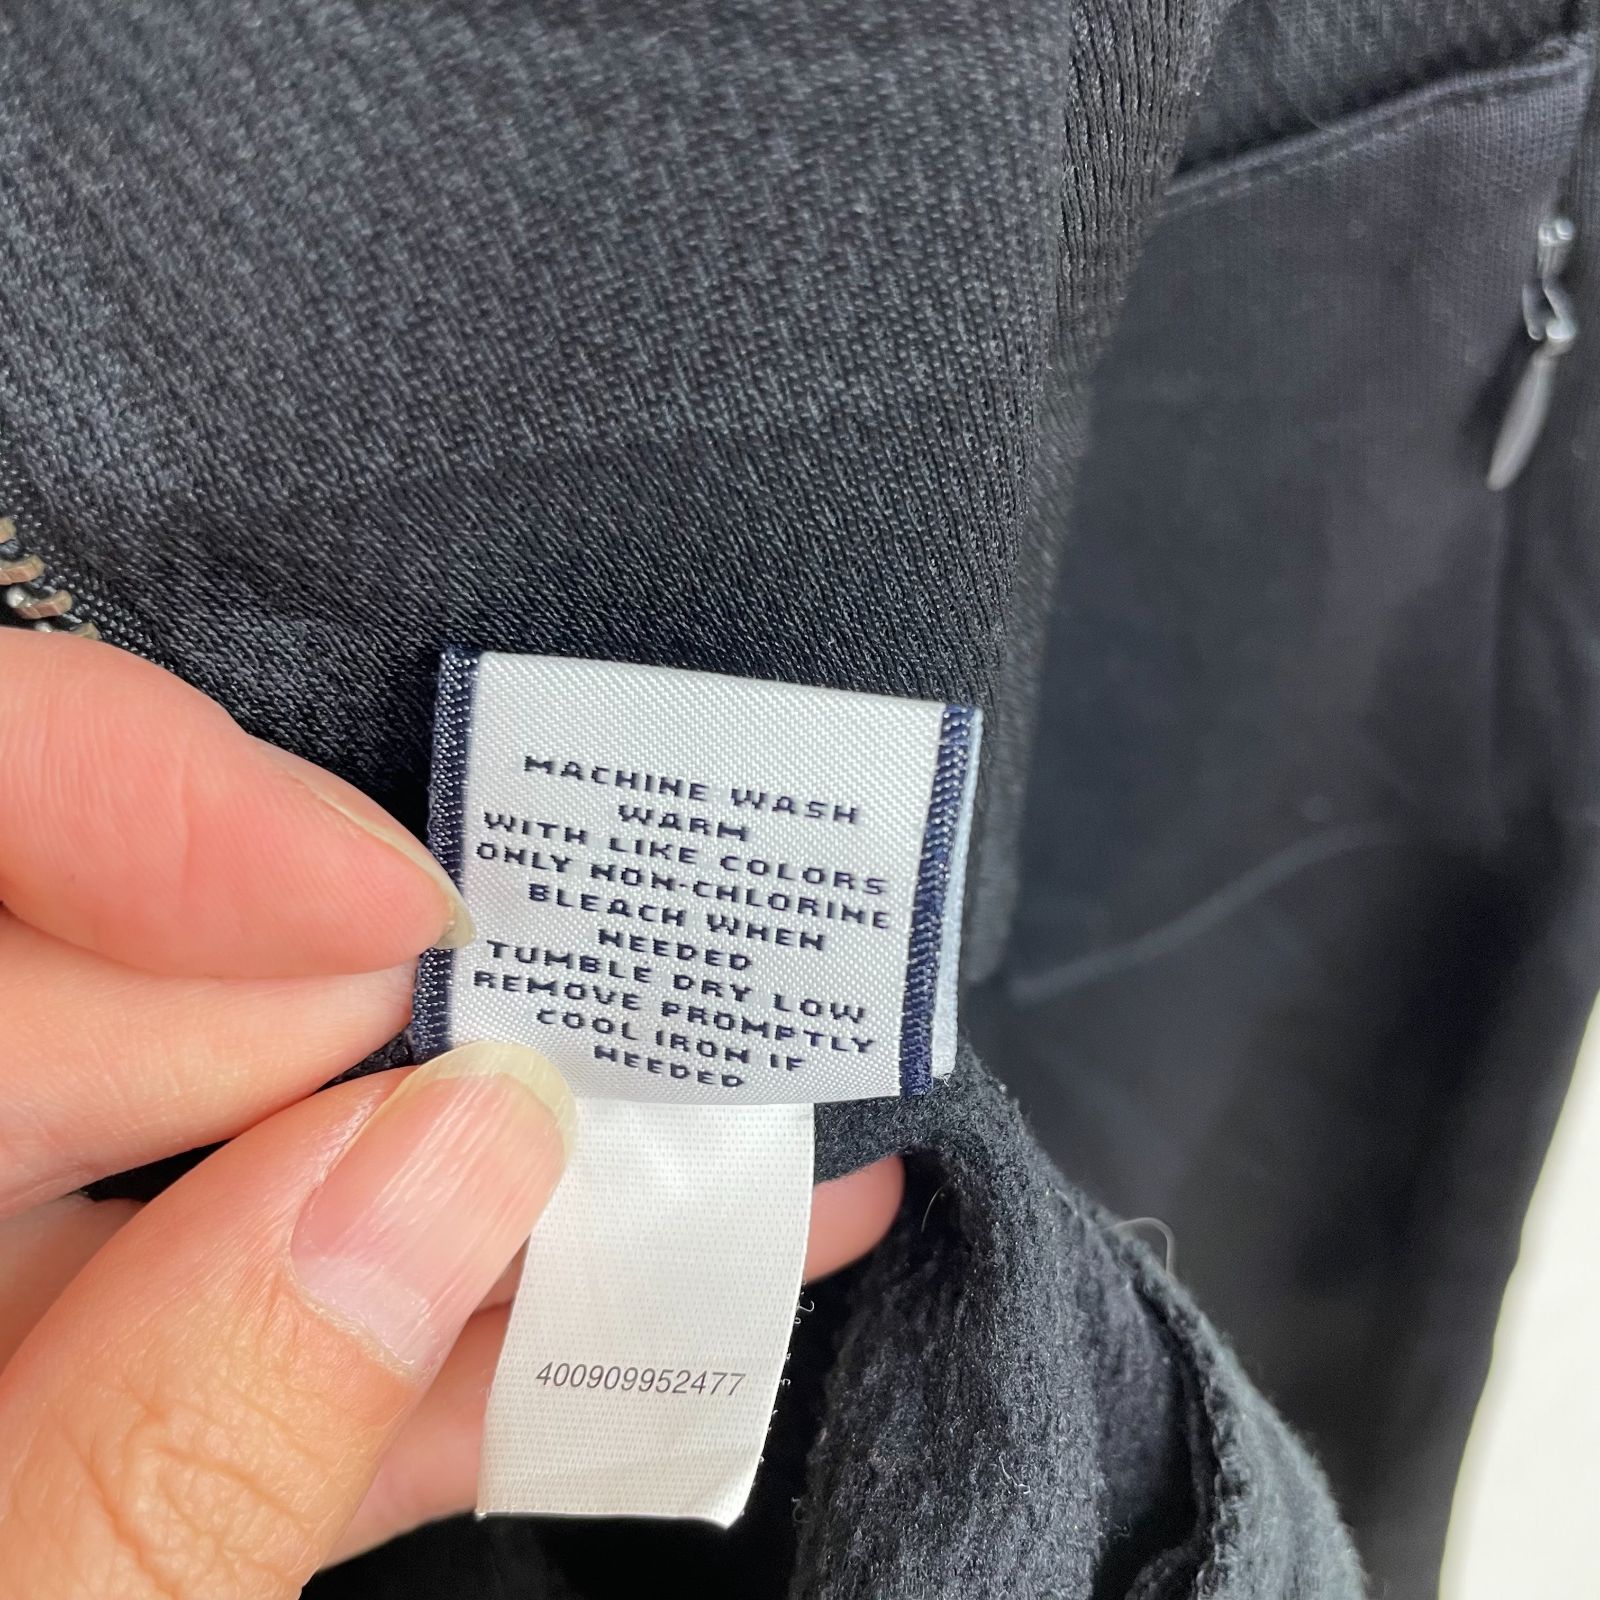 MACHINE WASH
WARM
WITH LIKE COLORS
ONLY NON-CHLORINE
BLEACH WHEN
NEEDED
TUMBLE DRY LOW
REMOVE PROMPTLY
COOL IRON IF
NEEDED
400909952477